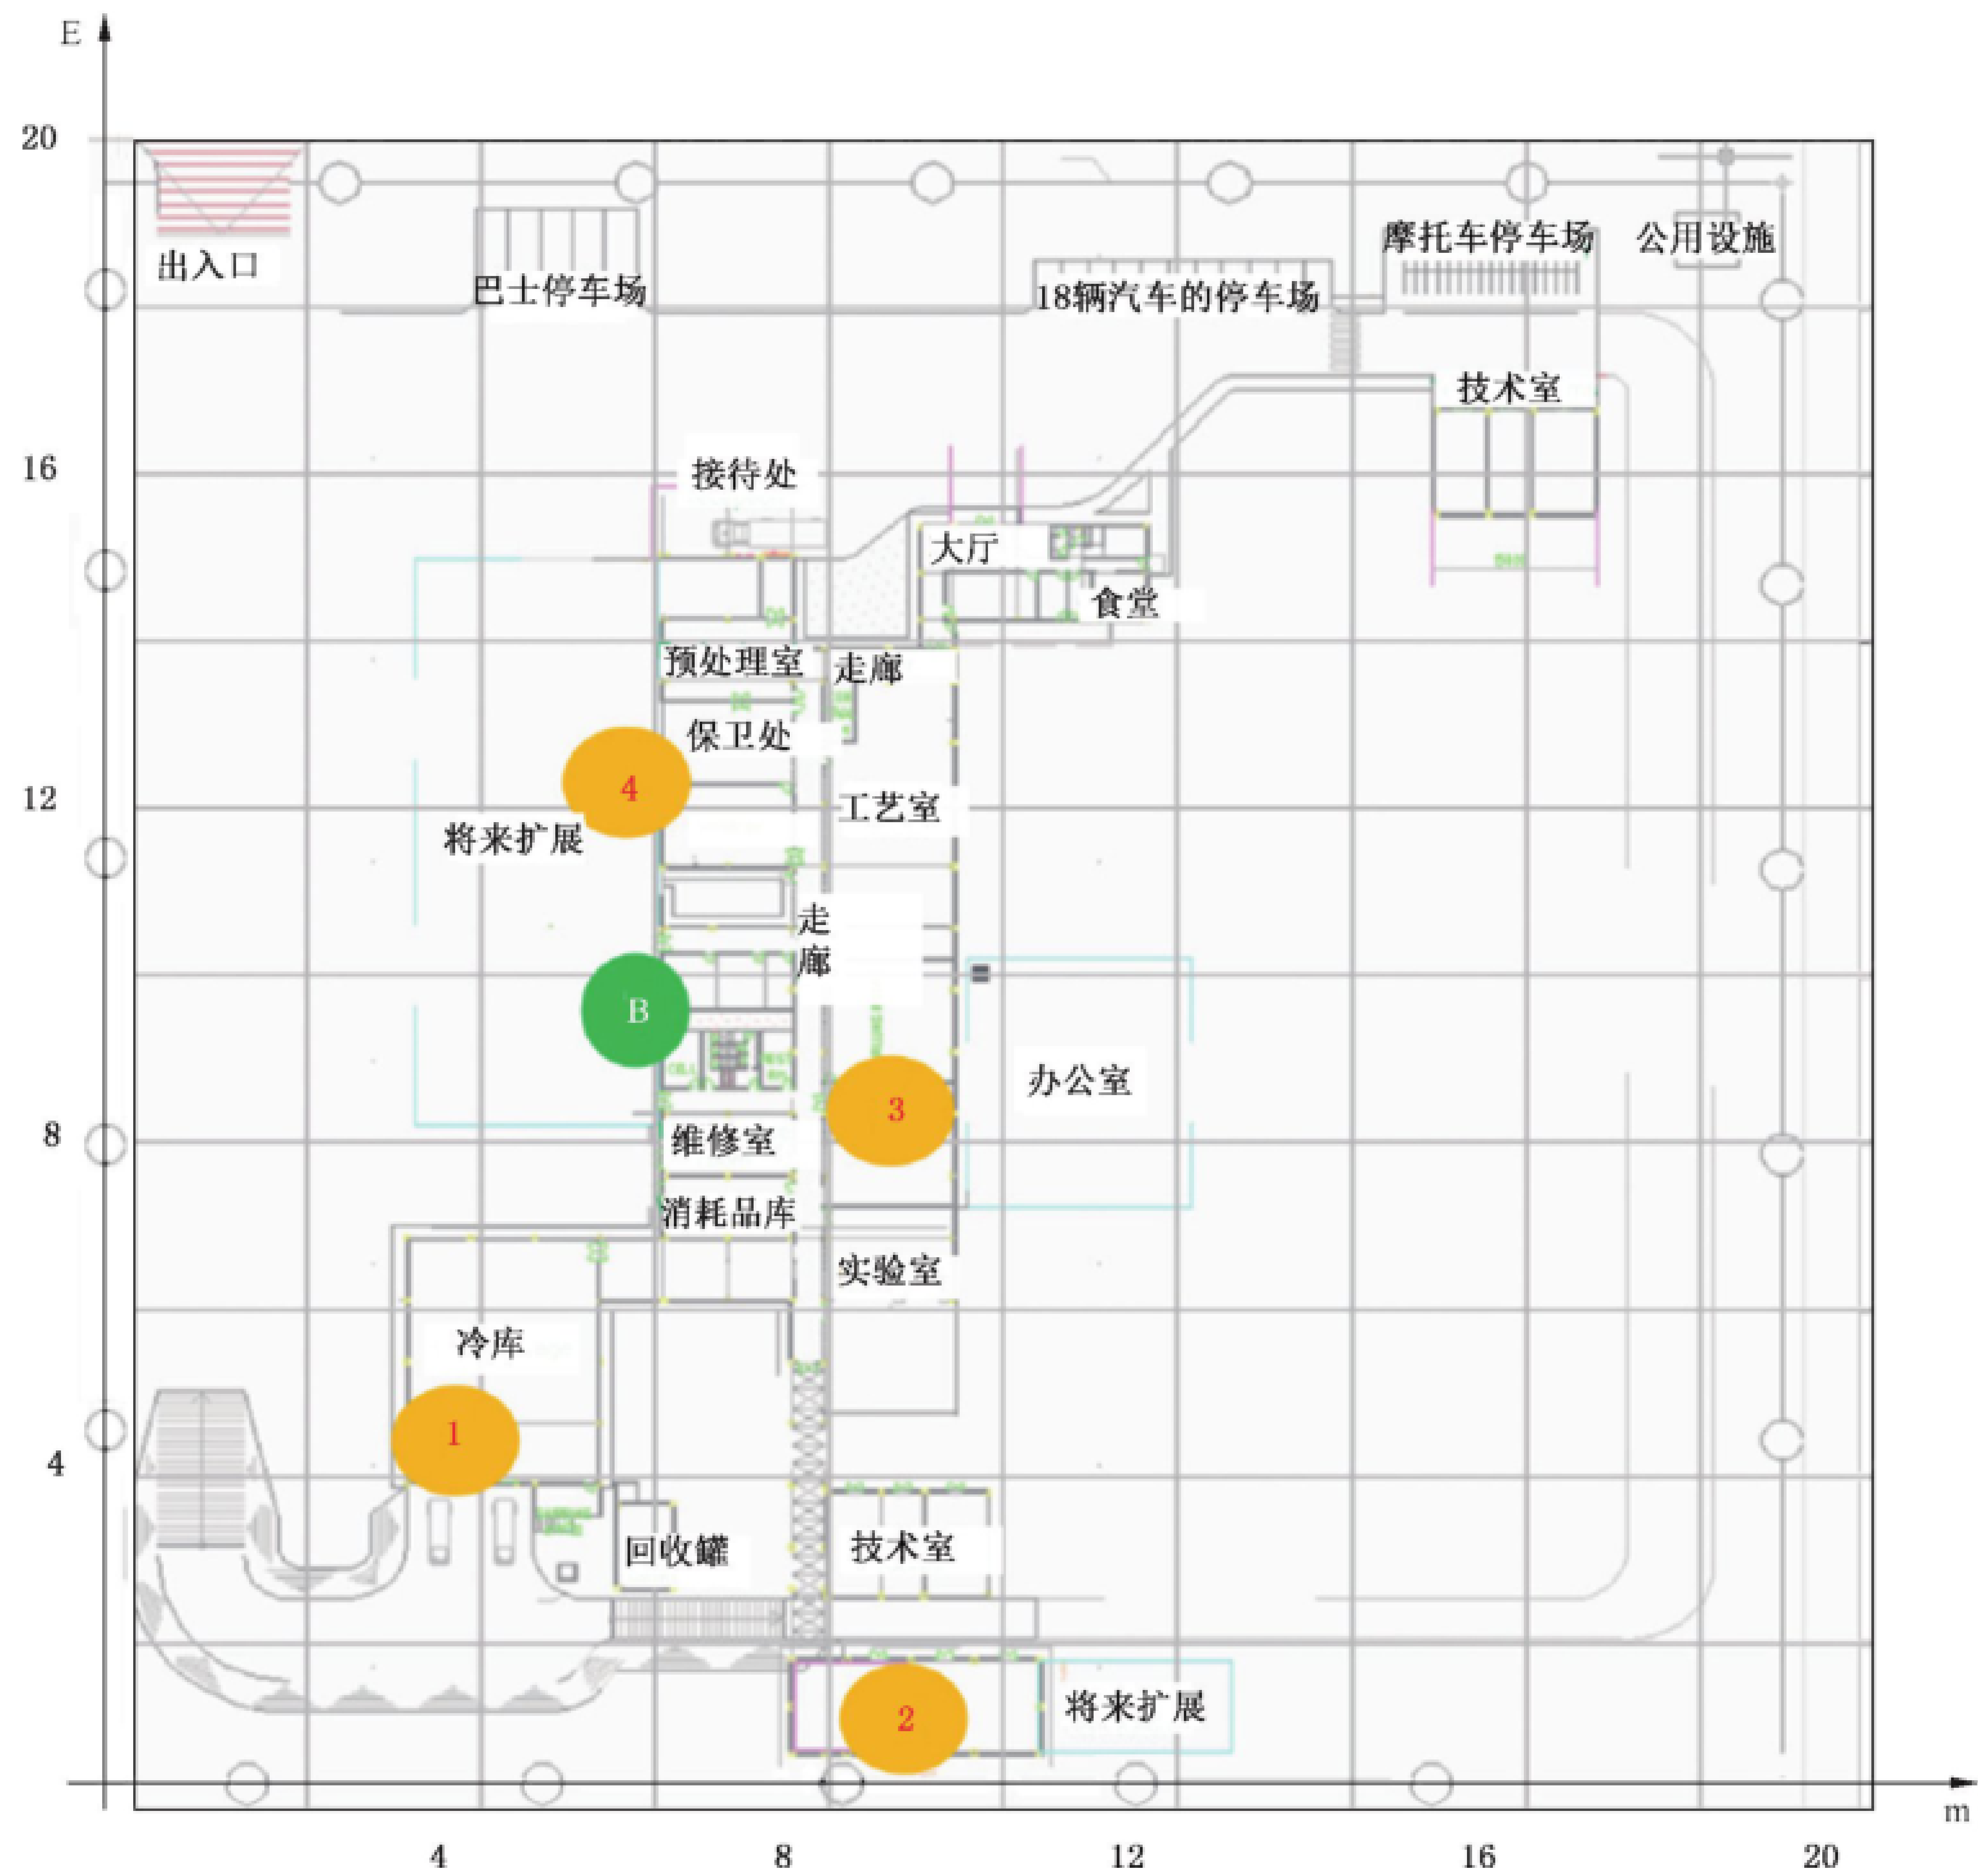 E
20
出入口
巴士停车场
18辆汽车的停车场
摩托车停车场
公用设施
技术室
16
接待处
大厅
食堂
预处理室
走廊
保卫处
4
12
工艺室
将来扩展
走
廊
B
办公室
3
8
维修室
消耗品库
实验室
冷库
1
4
回收罐
技术室
2
将来扩展
m
4
8
12
16
20